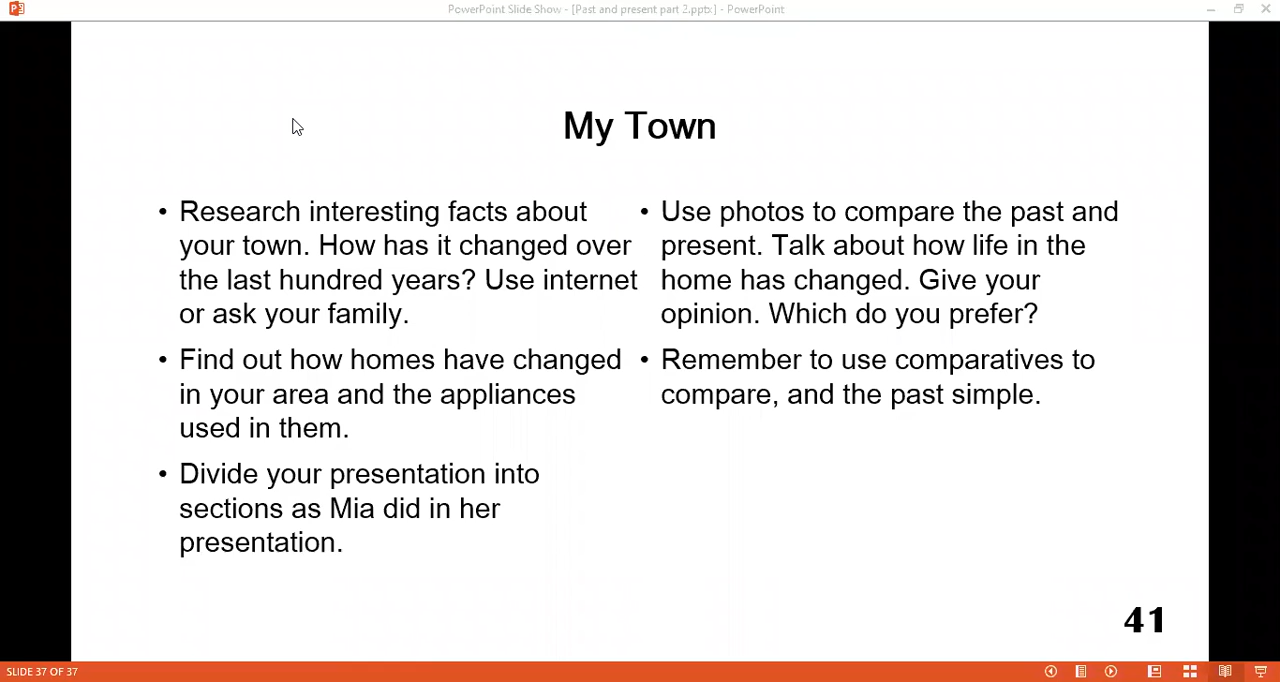 PowerPoint Slide Show - [Past and present part 2.pptx] - PowerPoint
My Town
• Research interesting facts about
your town. How has it changed over
the last hundred years? Use internet
or ask your family.
• Find out how homes have changed
in your area and the appliances
used in them.
• Divide your presentation into
sections as Mia did in her
presentation.
• Use photos to compare the past and
present. Talk about how life in the
home has changed. Give your
opinion. Which do you prefer?
• Remember to use comparatives to
compare, and the past simple.
41
SLIDE 37 OF 37